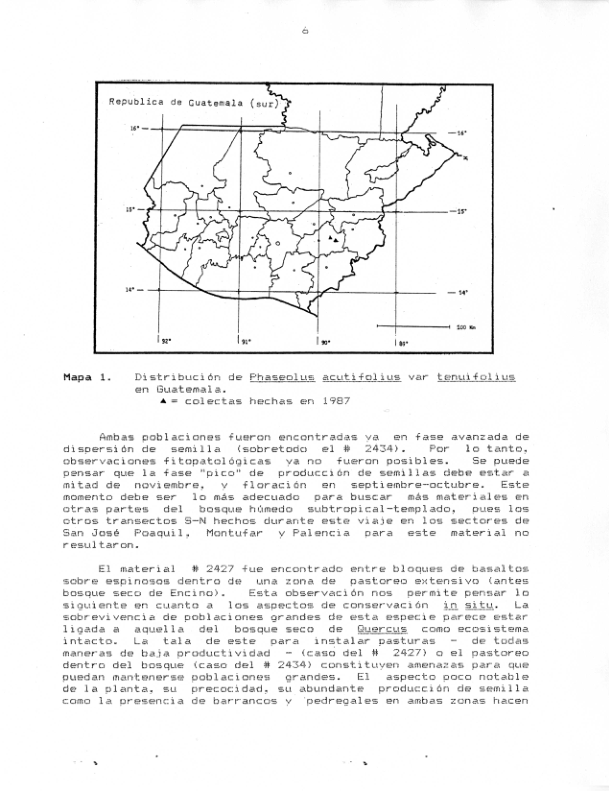 6
Republica de Guatemala (sur)
16° 16°
15° 15°
14° 14°
100 Km
92° 91° 90° 89°
Mapa 1. Distribución de Phaseolus acutifolius var tenuifolius
en Guatemala.
▲ = colectas hechas en 1987
Ambas poblaciones fueron encontradas ya en fase avanzada de
dispersión de semilla (sobretodo el # 2434). Por lo tanto,
observaciones fitopatológicas ya no fueron posibles. Se puede
pensar que la fase "pico" de producción de semillas debe estar a
mitad de noviembre, y floración en septiembre-octubre. Este
momento debe ser lo más adecuado para buscar más materiales en
otras partes del bosque húmedo subtropical-templado, pues los
otros transectos S-N hechos durante este viaje en los sectores de
San José Poaquil, Montufar y Palencia para este material no
resultaron.
El material # 2427 fue encontrado entre bloques de basaltos
sobre espinosos dentro de una zona de pastoreo extensivo (antes
bosque seco de Encino). Esta observación nos permite pensar lo
siguiente en cuanto a los aspectos de conservación in situ. La
sobrevivencia de poblaciones grandes de esta especie parece estar
ligada a aquella del bosque seco de Quercus como ecosistema
intacto. La tala de este para instalar pasturas - de todas
maneras de baja productividad - (caso del # 2427) o el pastoreo
dentro del bosque (caso del # 2434) constituyen amenazas para que
puedan mantenerse poblaciones grandes. El aspecto poco notable
de la planta, su precocidad, su abundante producción de semilla
como la presencia de barrancos y pedregales en ambas zonas hacen